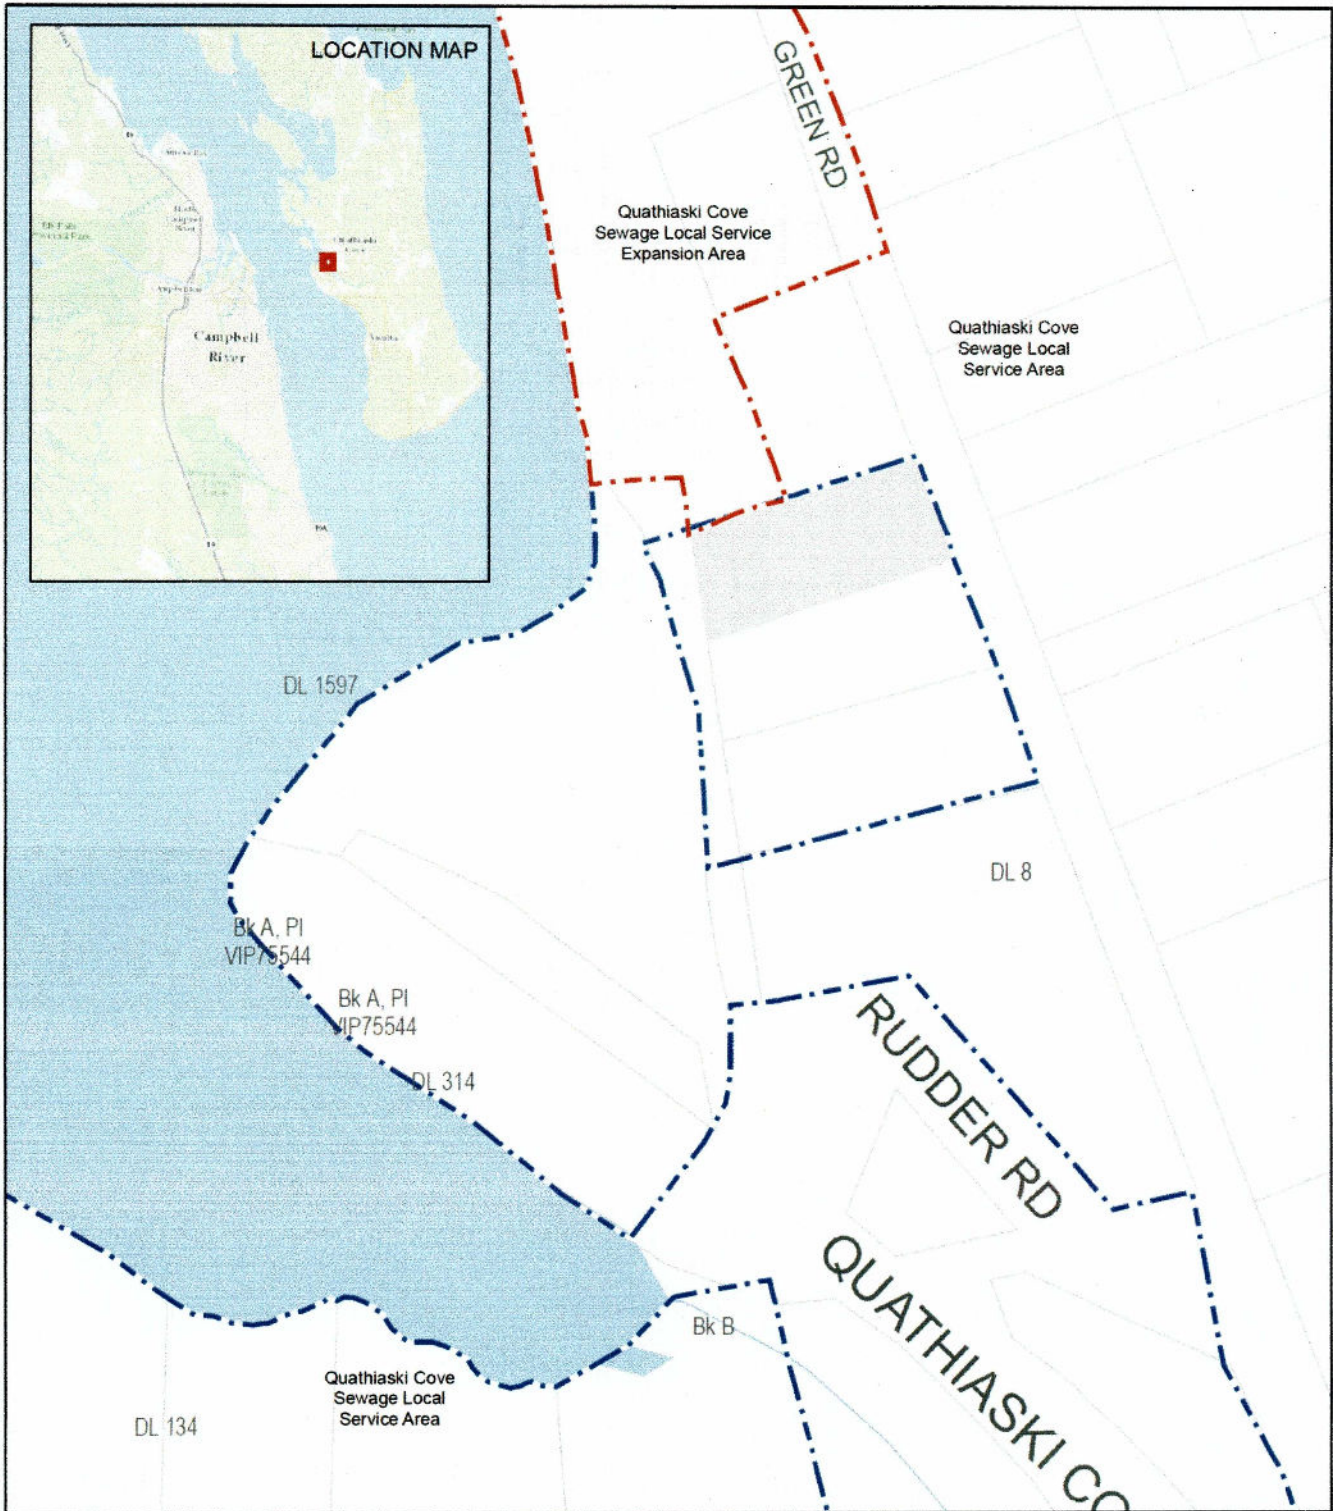 LOCATION MAP
Campbell
River
GREEN RD
Quathiaski Cove
Sewage Local Service
Expansion Area
Quathiaski Cove
Sewage Local
Service Area
DL 1597
DL 8
Bk A, Pl
VIP75544
Bk A, Pl
VIP75544
DL 314
RUDDER RD
QUATHIASKI CO
Bk B
Quathiaski Cove
Sewage Local
Service Area
DL 134